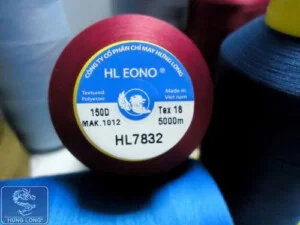 CÔNG TY CỔ PHẦN CHỈ MAY HƯNG LONG
HL EONO ®
Textured
Polyester
Made in
Viet nam
150D
Tex 18
MAK.1012
5000m
HL7832
"HUNG LONG"